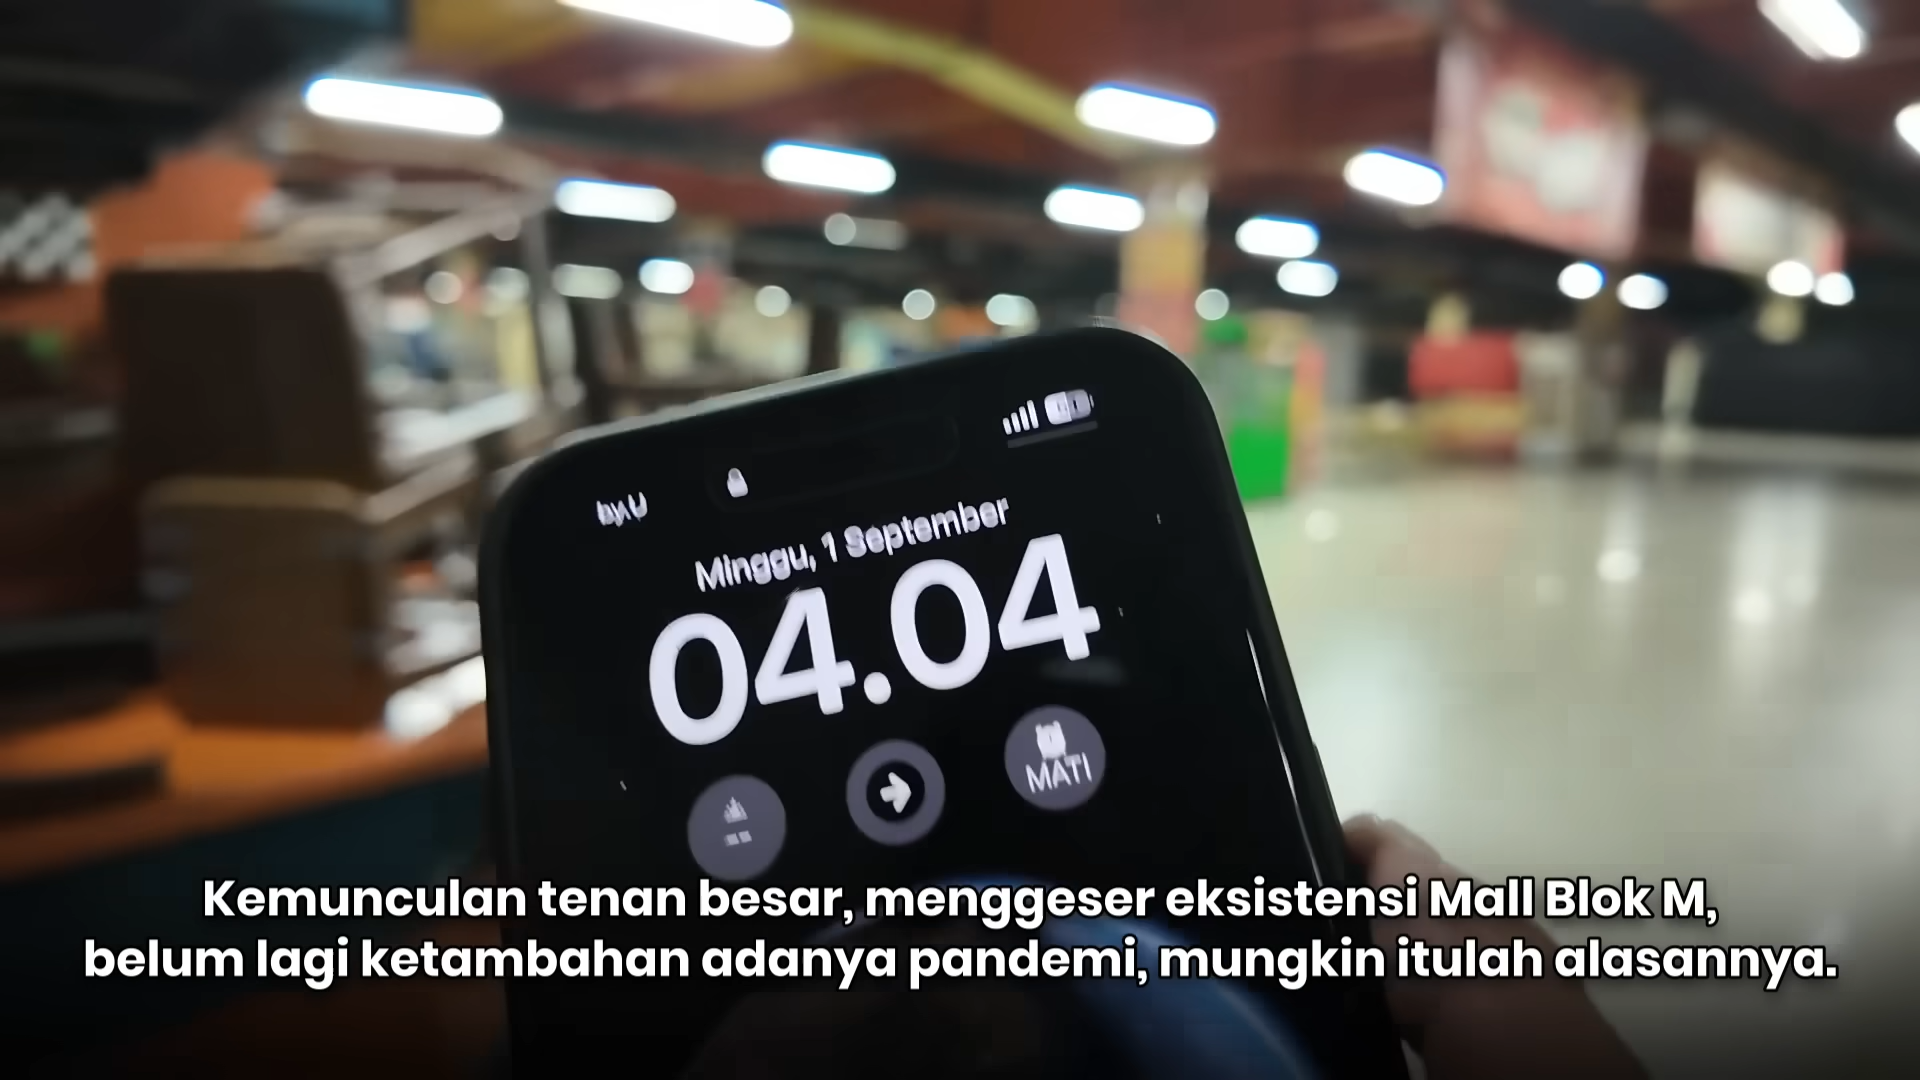 by.U
Minggu, 1 September
04.04
MATI
Kemunculan tenan besar, menggeser eksistensi Mall Blok M,
belum lagi ketambahan adanya pandemi, mungkin itulah alasannya.